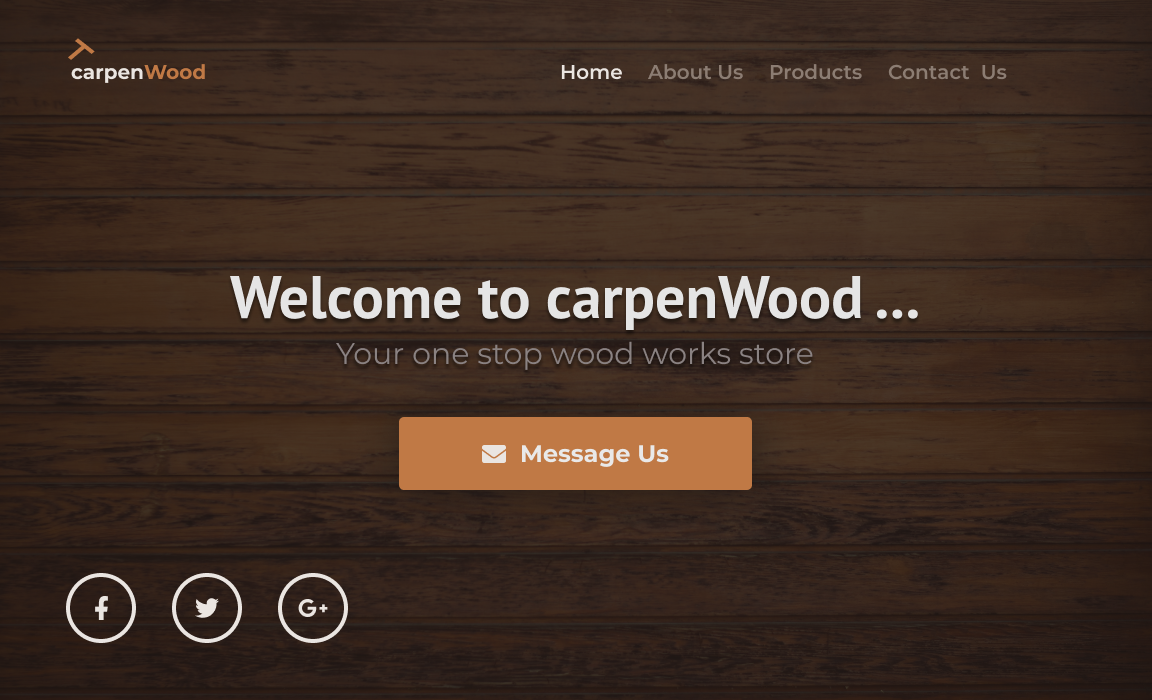 carpenWood
Home About Us Products Contact Us
Welcome to carpenWood ...
Your one stop wood works store
Message Us